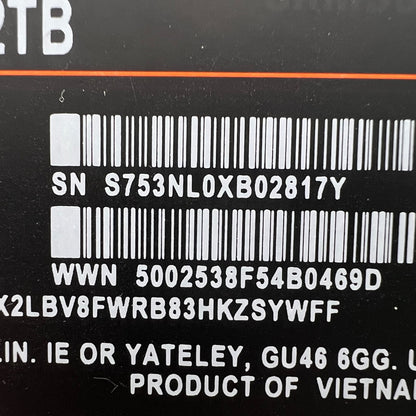 2TB
SN S753NL0XB02817Y
WWN 5002538F54B0469D
X2LBV8FWRB83HKZSYWFF
LIN. IE OR YATELEY, GU46 6GG. U
PRODUCT OF VIETNA